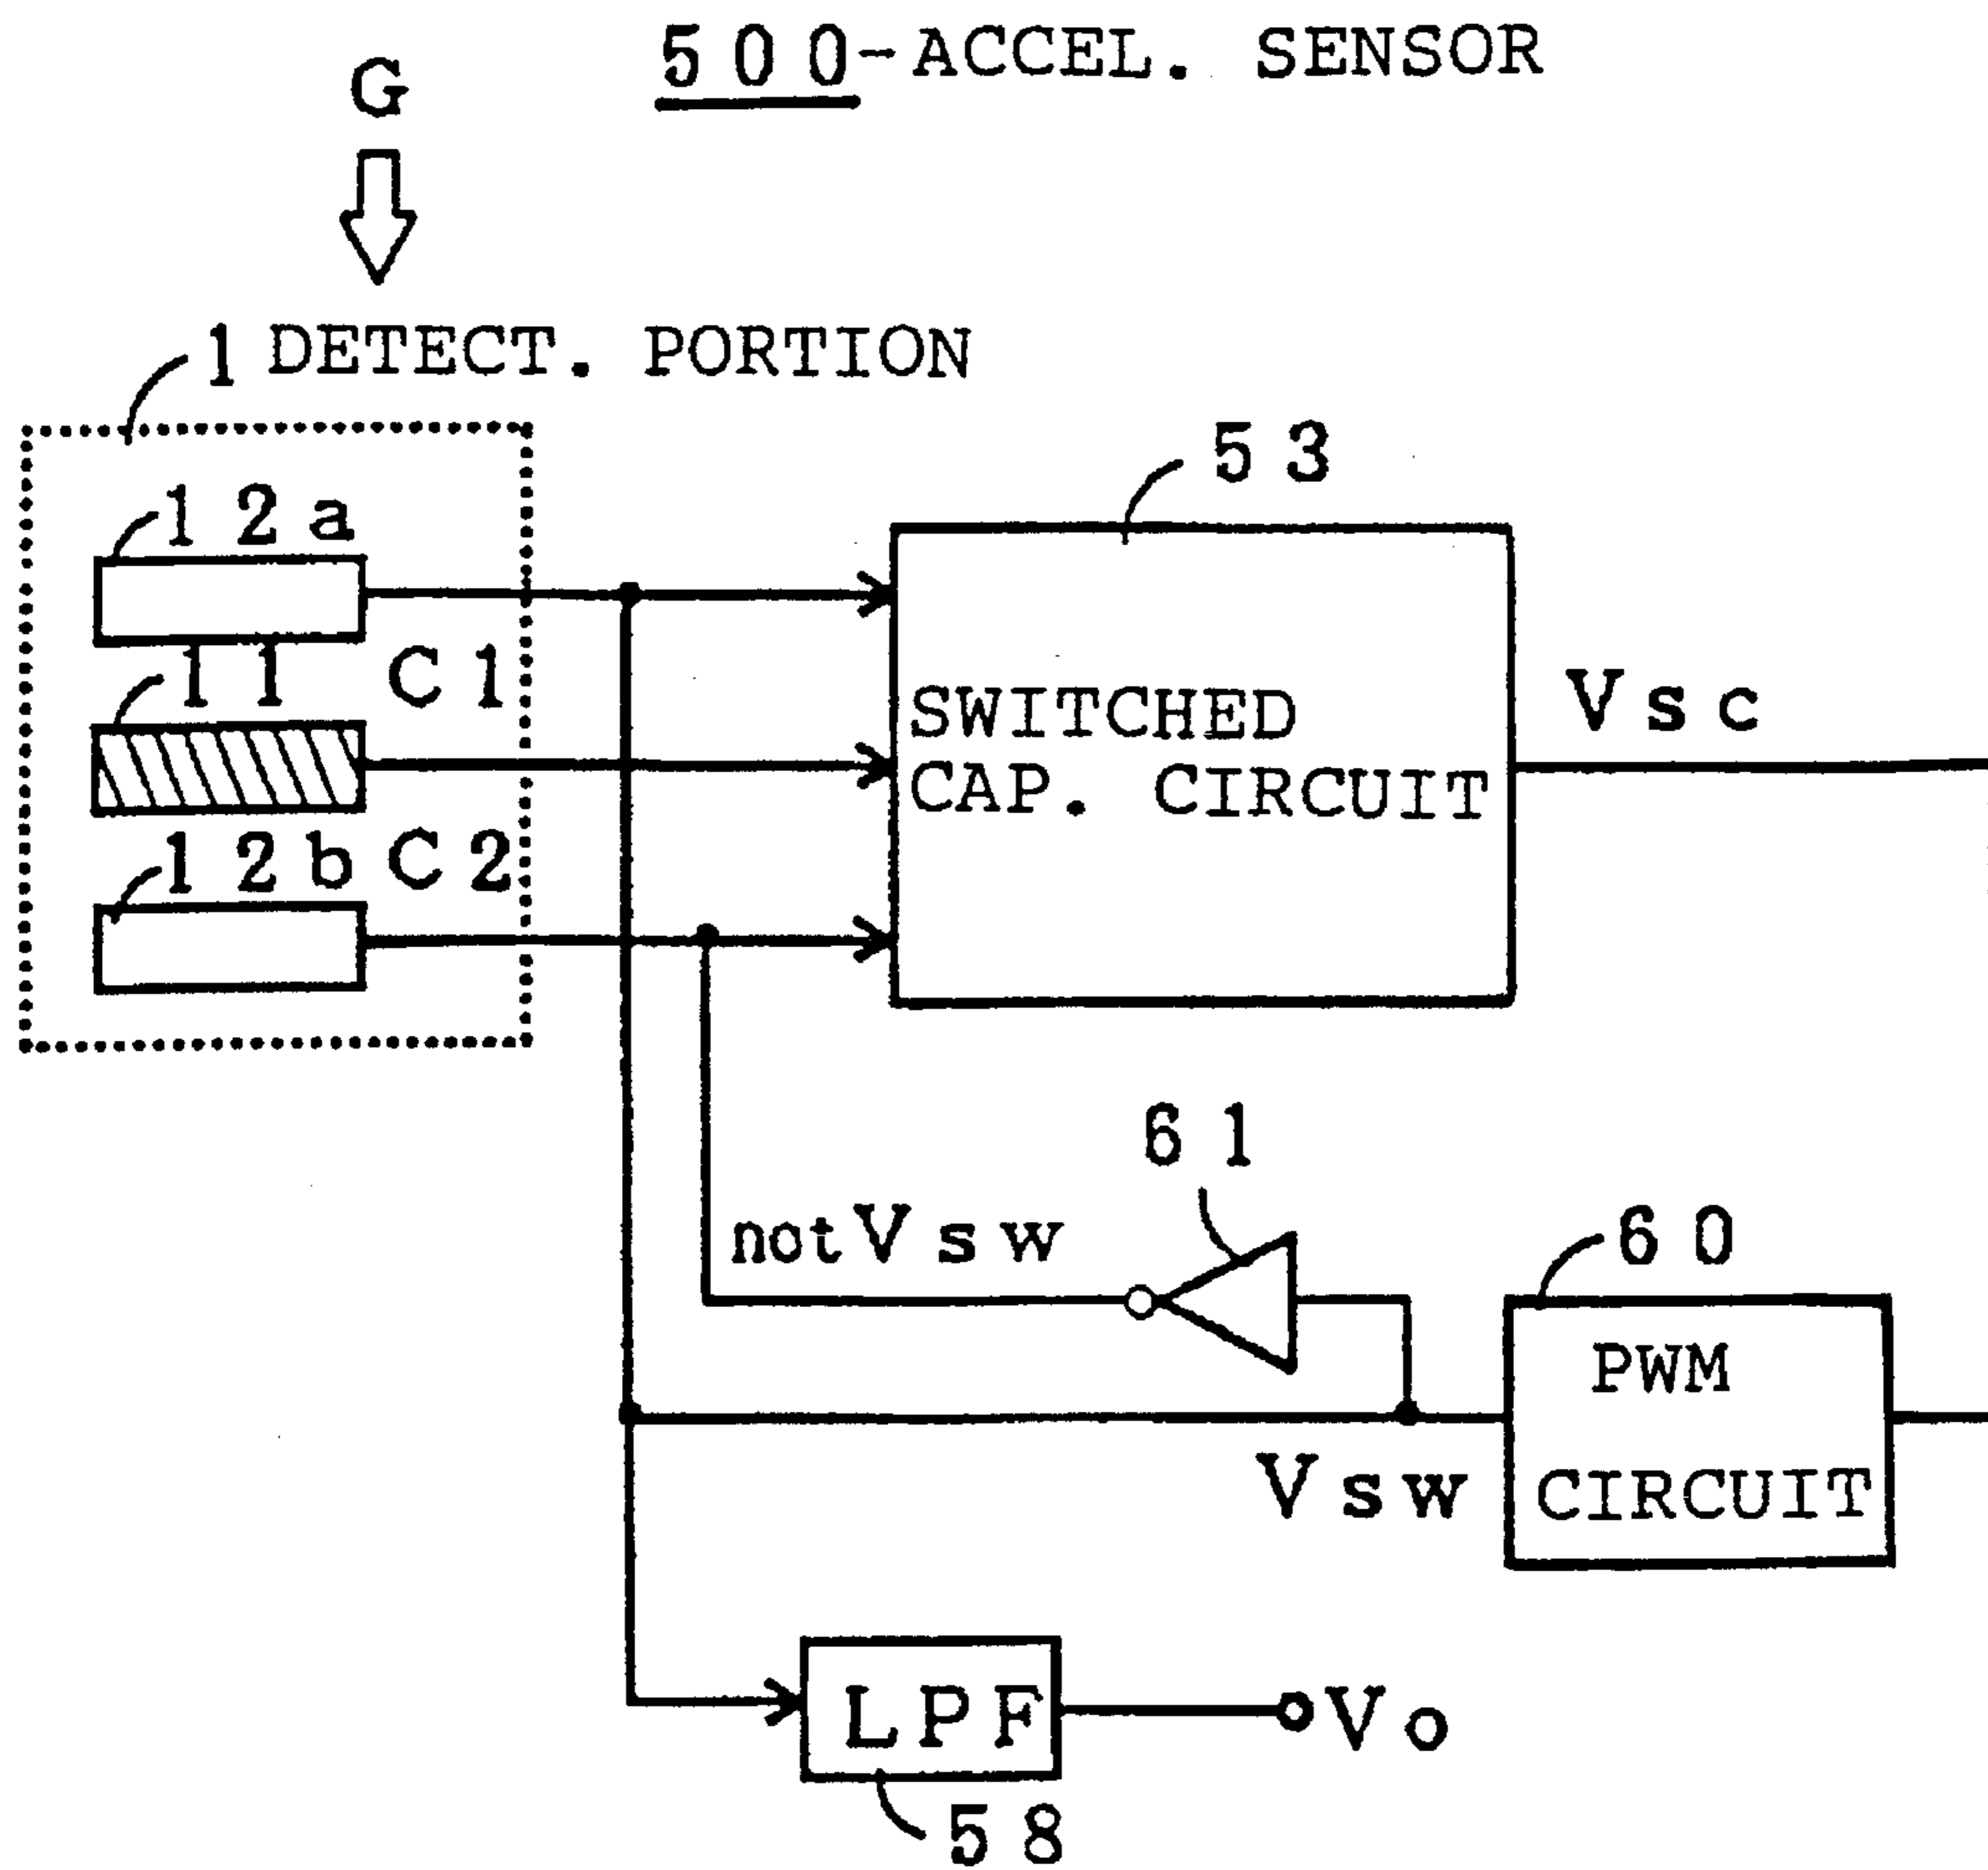 500-ACCEL. SENSOR
G
1 DETECT. PORTION
53
12a
11 C1
SWITCHED
CAP. CIRCUIT
Vsc
12b C2
61
notVsw
60
PWM
CIRCUIT
Vsw
LPF
Vo
58